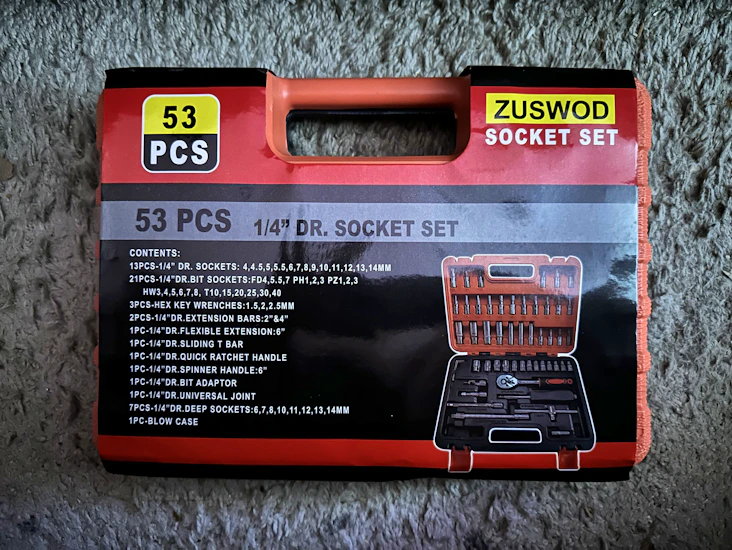 53
PCS
ZUSWOD
SOCKET SET
53 PCS 1/4” DR. SOCKET SET
CONTENTS:
13PCS-1/4" DR. SOCKETS: 4,4.5,5,5.5,6,7,8,9,10,11,12,13,14MM
21PCS-1/4"DR.BIT SOCKETS:FD4,5.5,7 PH1,2,3 PZ1,2,3
HW3,4,5,6,7,8, T10,15,20,25,30,40
3PCS-HEX KEY WRENCHES:1.5,2,2.5MM
2PCS-1/4"DR.EXTENSION BARS:2"&4"
1PC-1/4"DR.FLEXIBLE EXTENSION:6"
1PC-1/4"DR.SLIDING T BAR
1PC-1/4"DR.QUICK RATCHET HANDLE
1PC-1/4"DR.SPINNER HANDLE:6"
1PC-1/4"DR.BIT ADAPTOR
1PC-1/4"DR.UNIVERSAL JOINT
7PCS-1/4"DR.DEEP SOCKETS:6,7,8,10,11,12,13,14MM
1PC-BLOW CASE